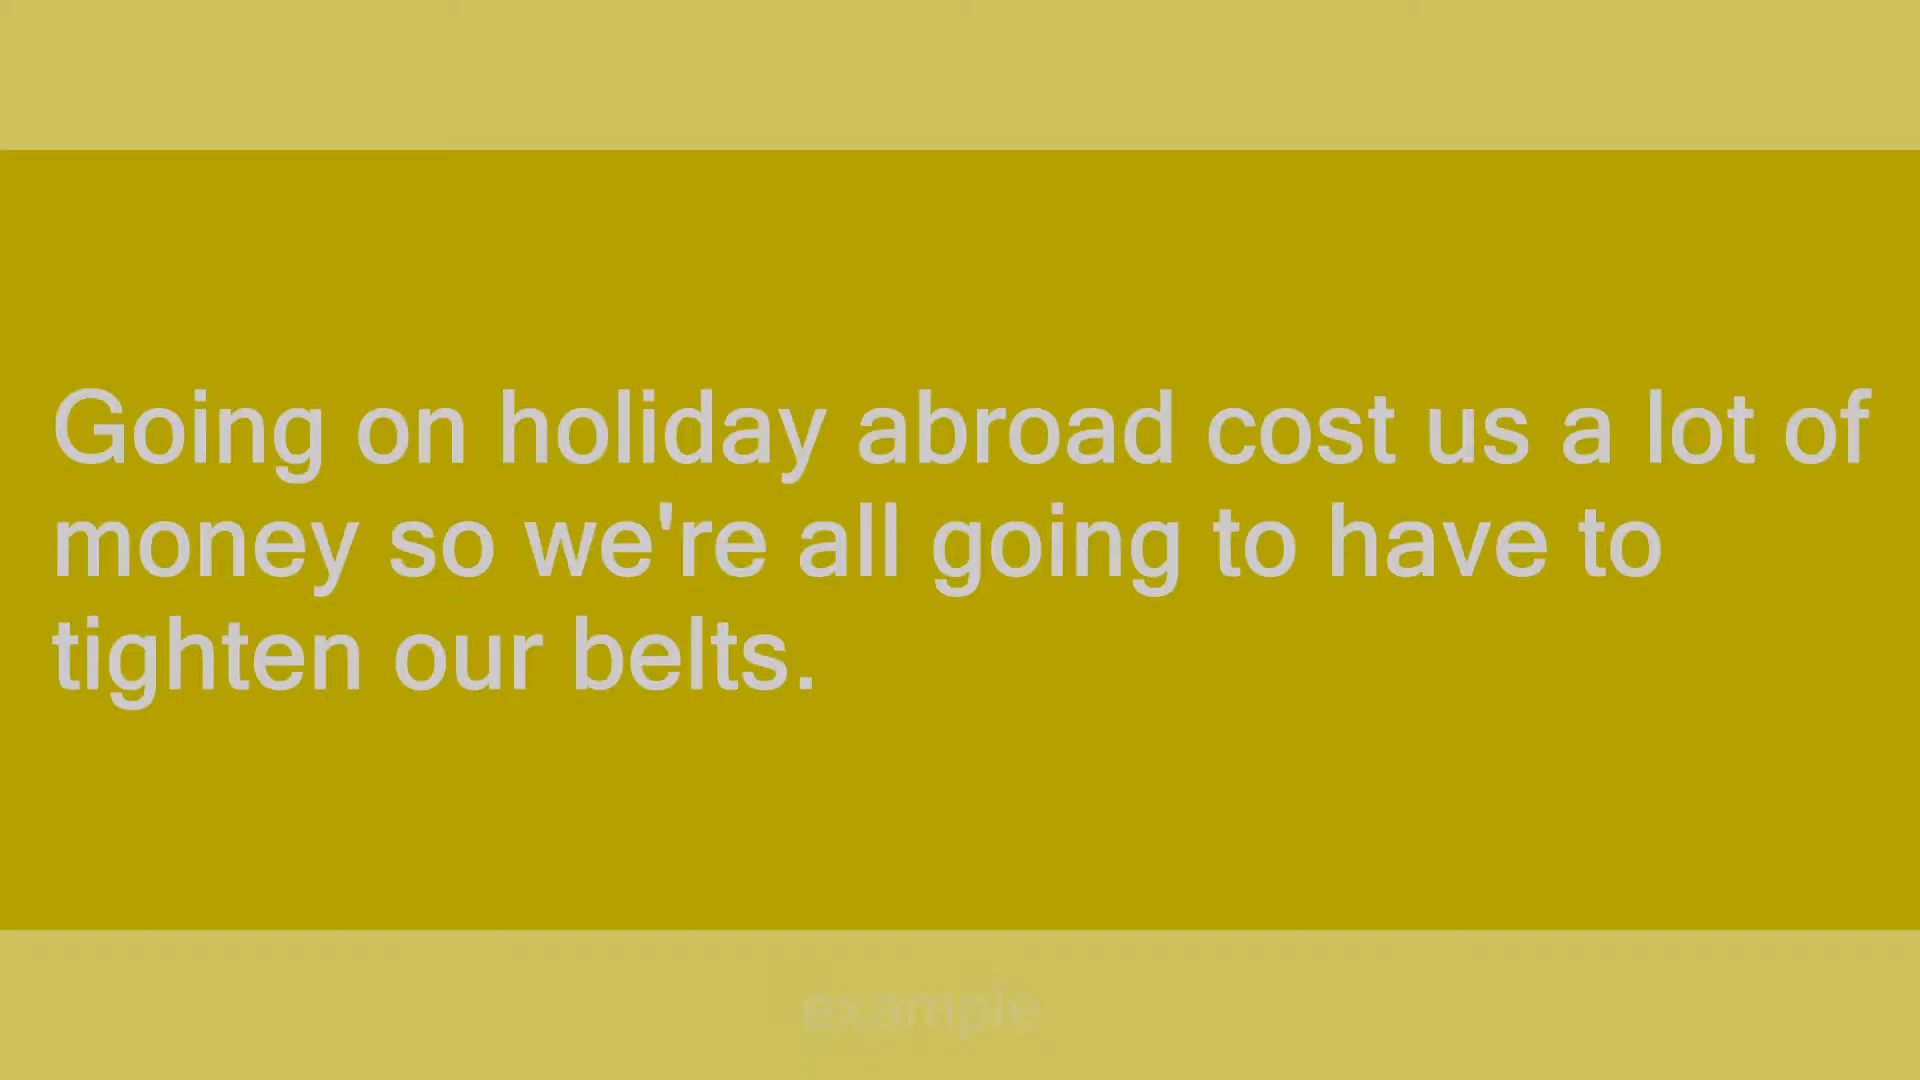 Going on holiday abroad cost us a lot of
money so we're all going to have to
tighten our belts.
example